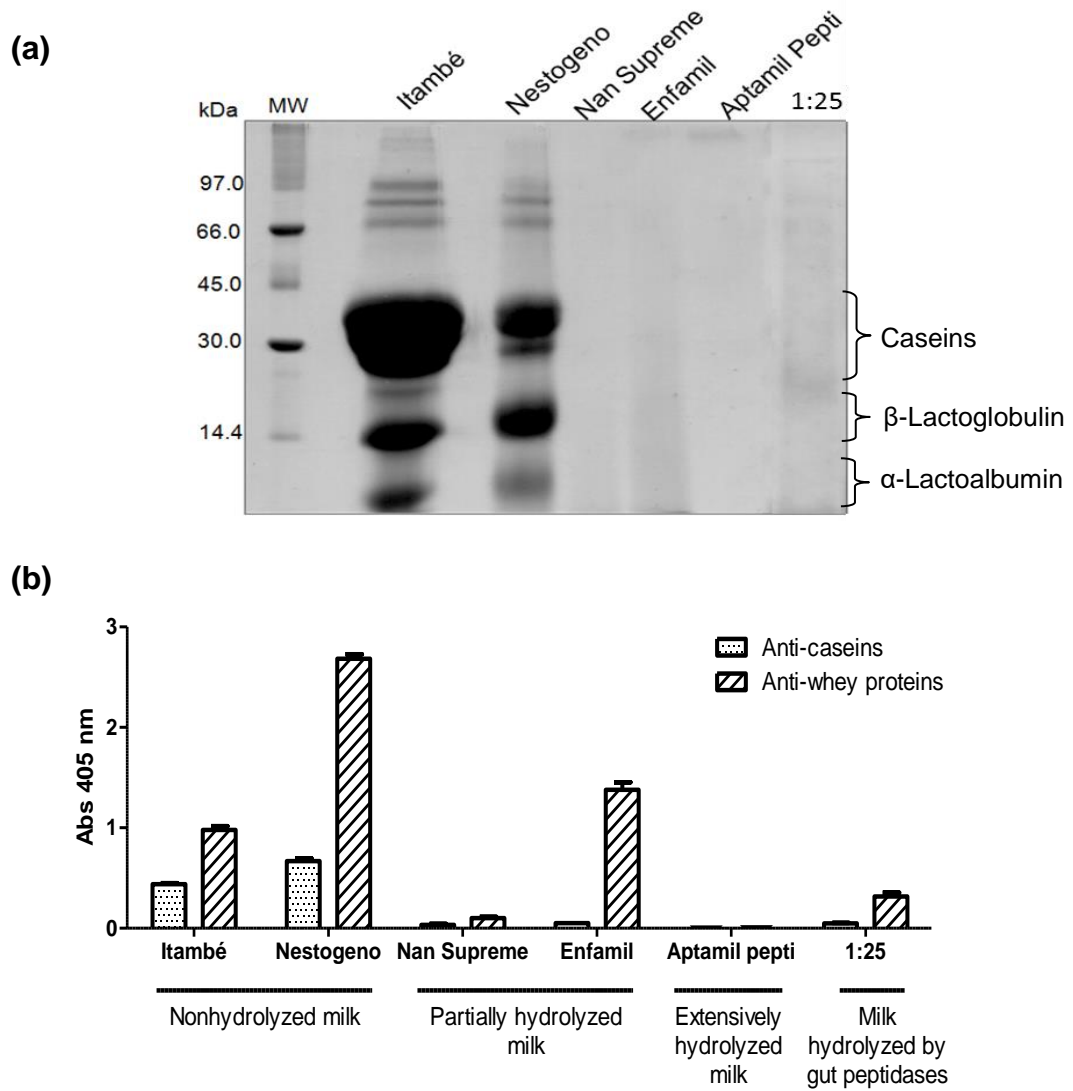 (a)
Itambé
Nestogeno
Nan Supreme
Enfamil
Aptamil Pepti
1:25
kDa
MW
97.0
66.0
45.0
30.0
14.4
Caseins
β-Lactoglobulin
α-Lactoalbumin
(b)
Abs 405 nm
3
2
1
0
Anti-caseins
Anti-whey proteins
Itambé
Nestogeno
Nan Supreme
Enfamil
Aptamil pepti
1:25
Nonhydrolyzed milk
Partially hydrolyzed
milk
Extensively
hydrolyzed
milk
Milk
hydrolyzed by
gut peptidases